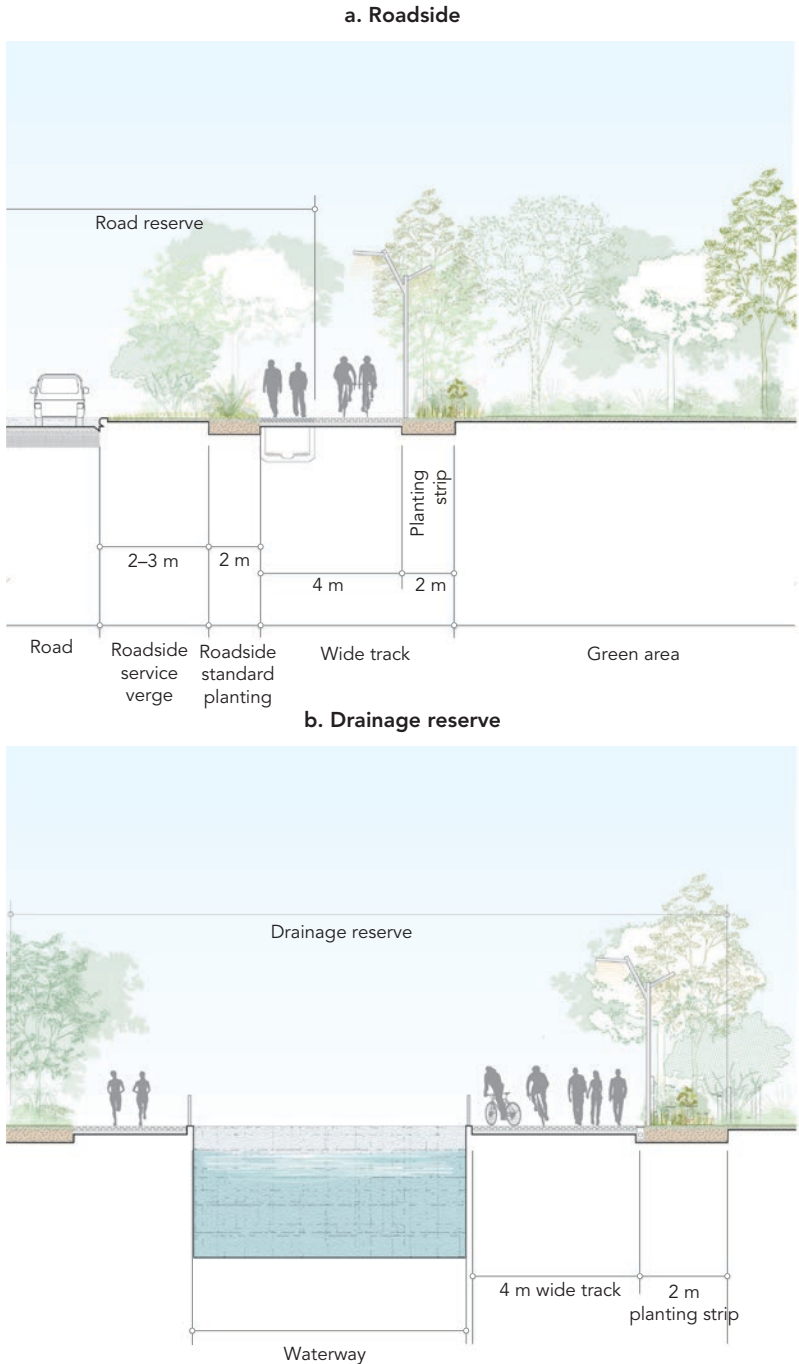 a. Roadside
Road reserve
Planting
strip
2–3 m
2 m
4 m
2 m
Road
Roadside
service
verge
Roadside
standard
planting
Wide track
Green area
b. Drainage reserve
Drainage reserve
4 m wide track
2 m
planting strip
Waterway